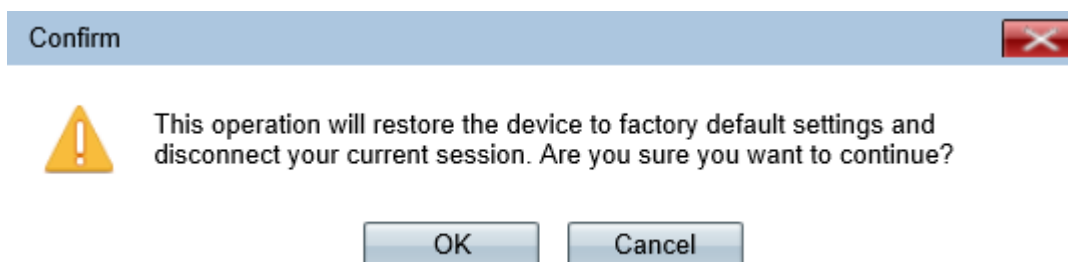 Confirm
This operation will restore the device to factory default settings and
disconnect your current session. Are you sure you want to continue?
OK
Cancel